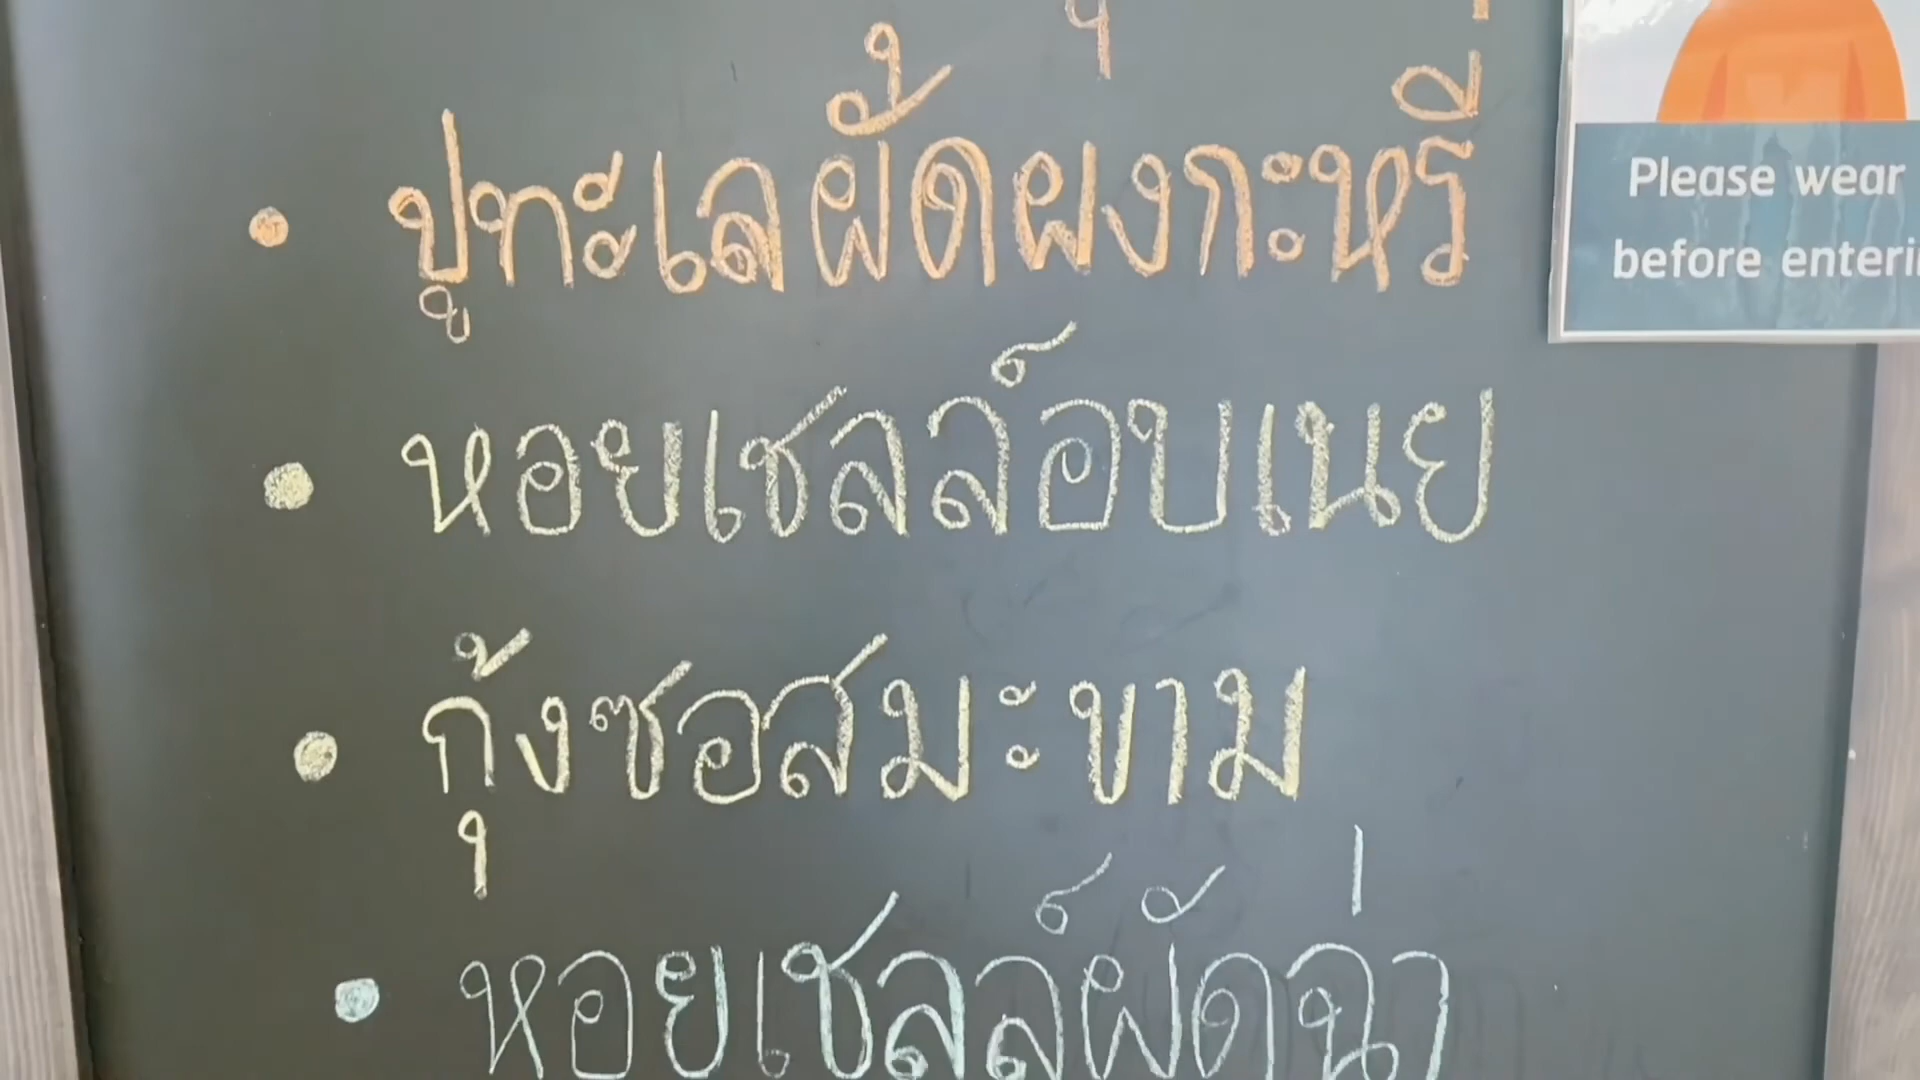 • ปูทะเลผัดผงกะหรี่
• หอยเชลล์อบเนย
• กุ้งซอสมะขาม
• หอยเชลล์ผัดฉ่า
Please wear
before